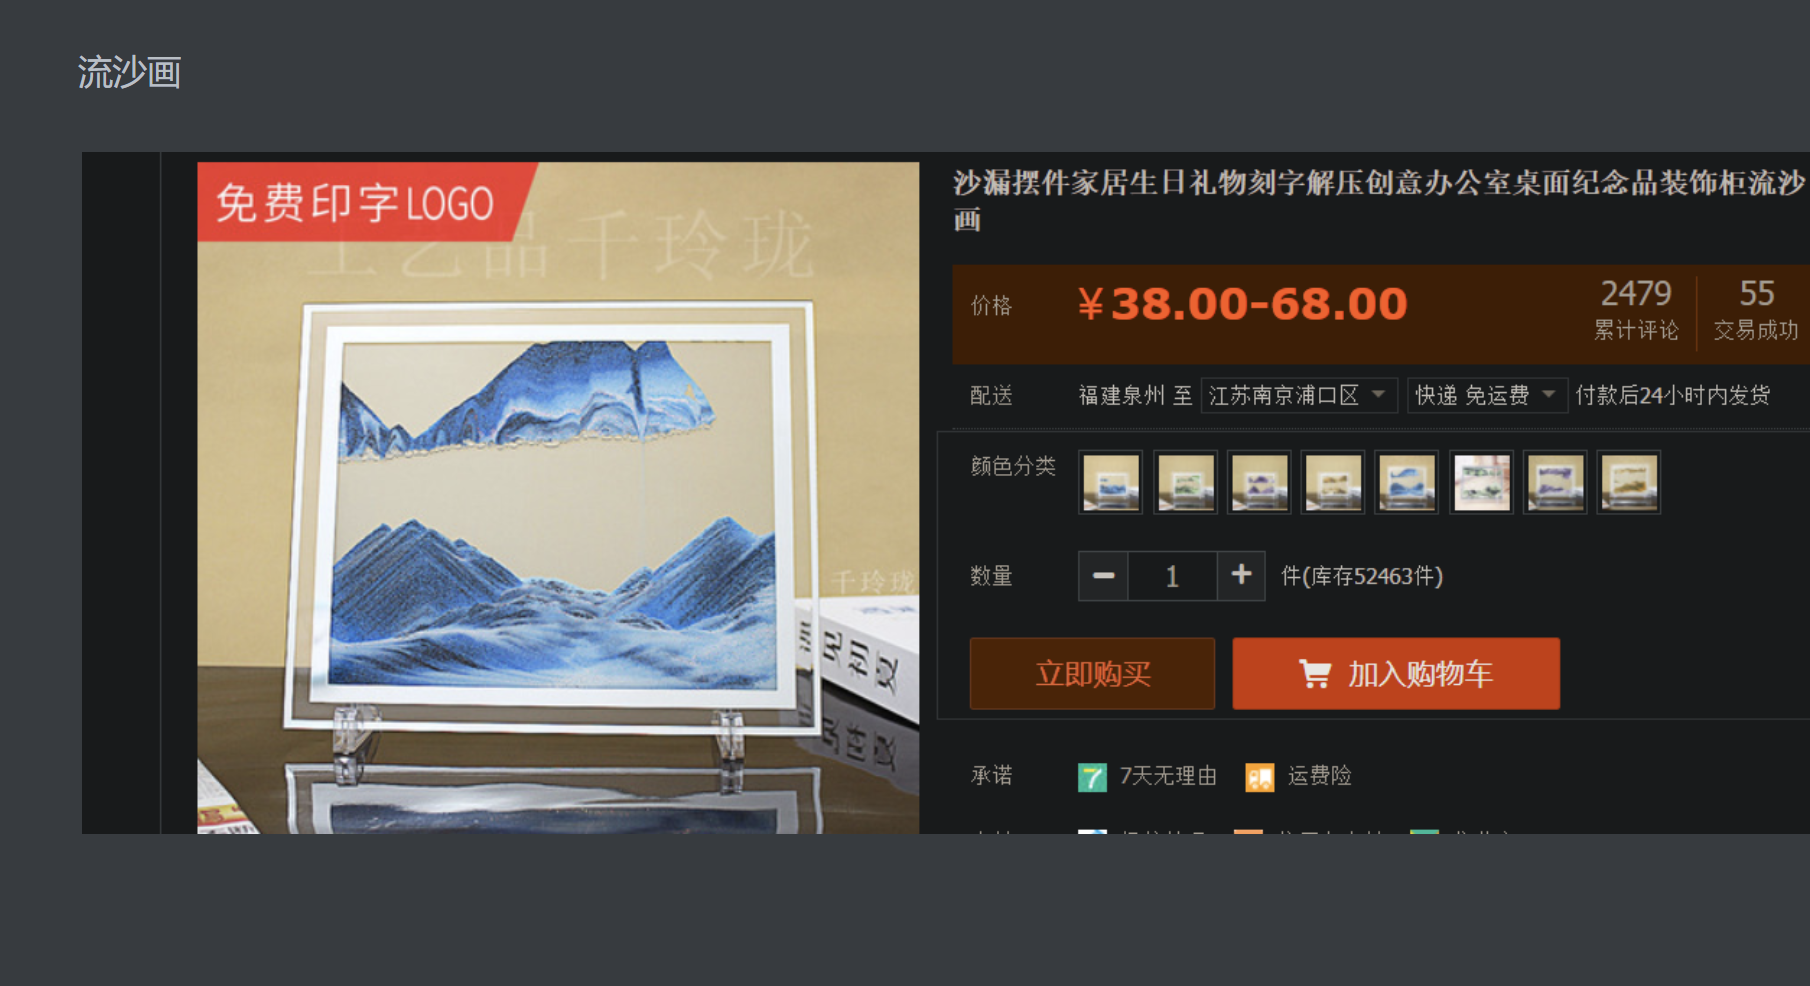 流沙画
免费印字LOGO
工艺品千玲珑
千玲珑
见初夏
沙漏摆件家居生日礼物刻字解压创意办公室桌面纪念品装饰柜流沙
画
价格 ¥38.00-68.00 2479 累计评论 55 交易成功
配送 福建泉州 至 江苏南京浦口区 快递 免运费 付款后24小时内发货
颜色分类
数量 1 件(库存52463件)
立即购买 加入购物车
承诺 7 7天无理由 运费险